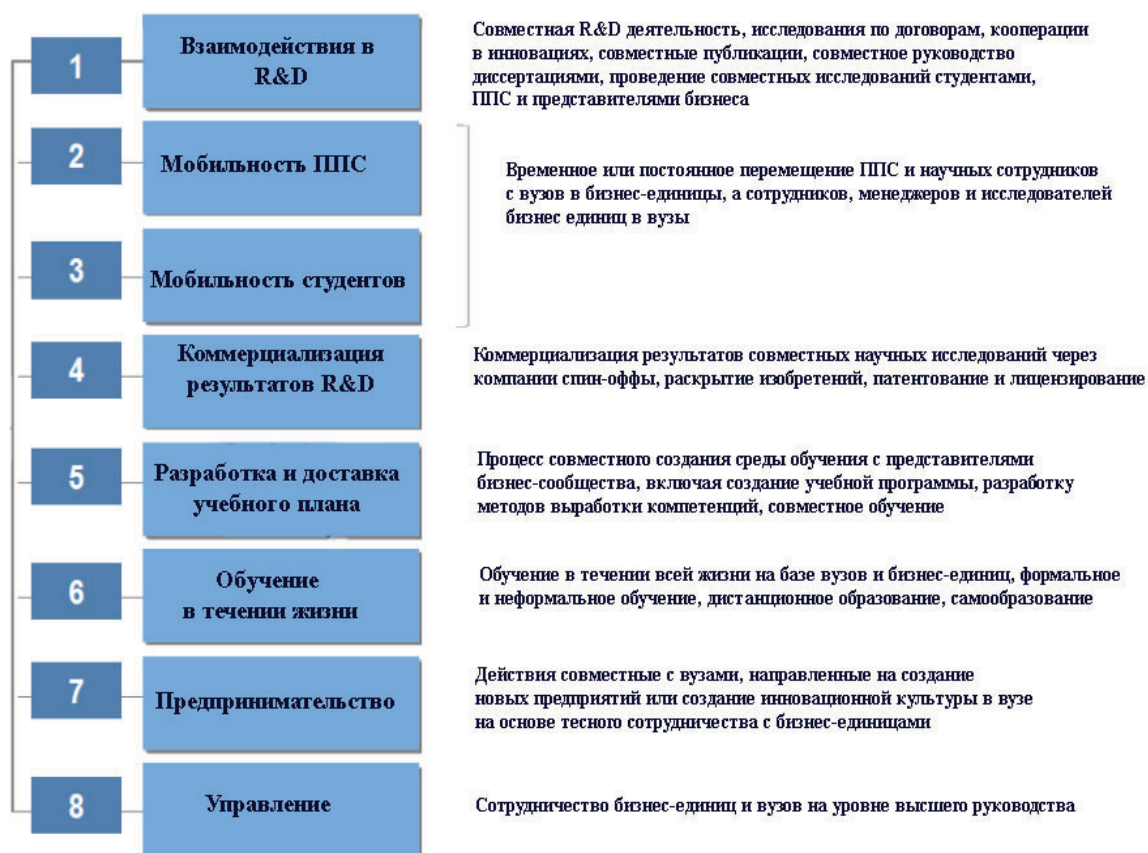 1
Взаимодействия в
R&D
Совместная R&D деятельность, исследования по договорам, кооперации
в инновациях, совместные публикации, совместное руководство
диссертациями, проведение совместных исследований студентами,
ППС и представителями бизнеса
2
Мобильность ППС
Временное или постоянное перемещение ППС и научных сотрудников
с вузов в бизнес-единицы, а сотрудников, менеджеров и исследователей
бизнес единиц в вузы
3
Мобильность студентов
4
Коммерциализация
результатов R&D
Коммерциализация результатов совместных научных исследований через
компании спин-оффы, раскрытие изобретений, патентование и лицензирование
5
Разработка и доставка
учебного плана
Процесс совместного создания среды обучения с представителями
бизнес-сообщества, включая создание учебной программы, разработку
методов выработки компетенций, совместное обучение
6
Обучение
в течении жизни
Обучение в течении всей жизни на базе вузов и бизнес-единиц, формальное
и неформальное обучение, дистанционное образование, самообразование
7
Предпринимательство
Действия совместные с вузами, направленные на создание
новых предприятий или создание инновационной культуры в вузе
на основе тесного сотрудничества с бизнес-единицами
8
Управление
Сотрудничество бизнес-единиц и вузов на уровне высшего руководства